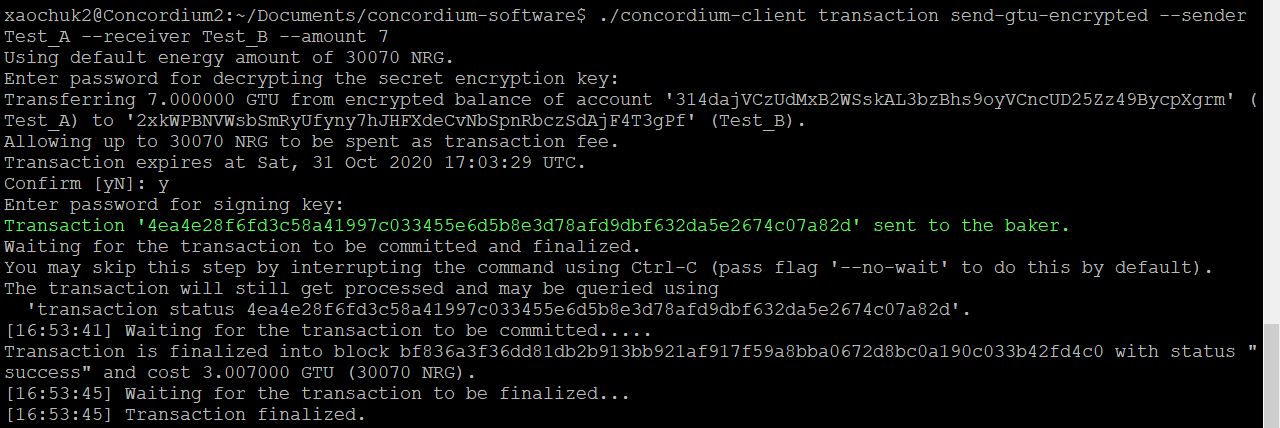 xaochuk2@Concordium2:~/Documents/concordium-software$ ./concordium-client transaction send-gtu-encrypted --sender
Test_A --receiver Test_B --amount 7
Using default energy amount of 30070 NRG.
Enter password for decrypting the secret encryption key:
Transferring 7.000000 GTU from encrypted balance of account '314dajVCzUdMxB2WSskAL3bzBhs9oyVCncUD25Zz49BycpXgrm' (
Test_A) to '2xkWPBNVWsbSmRyUfyny7hJHFXdeCvNbSpnRbczSdAjF4T3gPf' (Test_B).
Allowing up to 30070 NRG to be spent as transaction fee.
Transaction expires at Sat, 31 Oct 2020 17:03:29 UTC.
Confirm [yN]: y
Enter password for signing key:
Transaction '4ea4e28f6fd3c58a41997c033455e6d5b8e3d78afd9dbf632da5e2674c07a82d' sent to the baker.
Waiting for the transaction to be committed and finalized.
You may skip this step by interrupting the command using Ctrl-C (pass flag '--no-wait' to do this by default).
The transaction will still get processed and may be queried using
  'transaction status 4ea4e28f6fd3c58a41997c033455e6d5b8e3d78afd9dbf632da5e2674c07a82d'.
[16:53:41] Waiting for the transaction to be committed.....
Transaction is finalized into block bf836a3f36dd81db2b913bb921af917f59a8bba0672d8bc0a190c033b42fd4c0 with status "
success" and cost 3.007000 GTU (30070 NRG).
[16:53:45] Waiting for the transaction to be finalized...
[16:53:45] Transaction finalized.